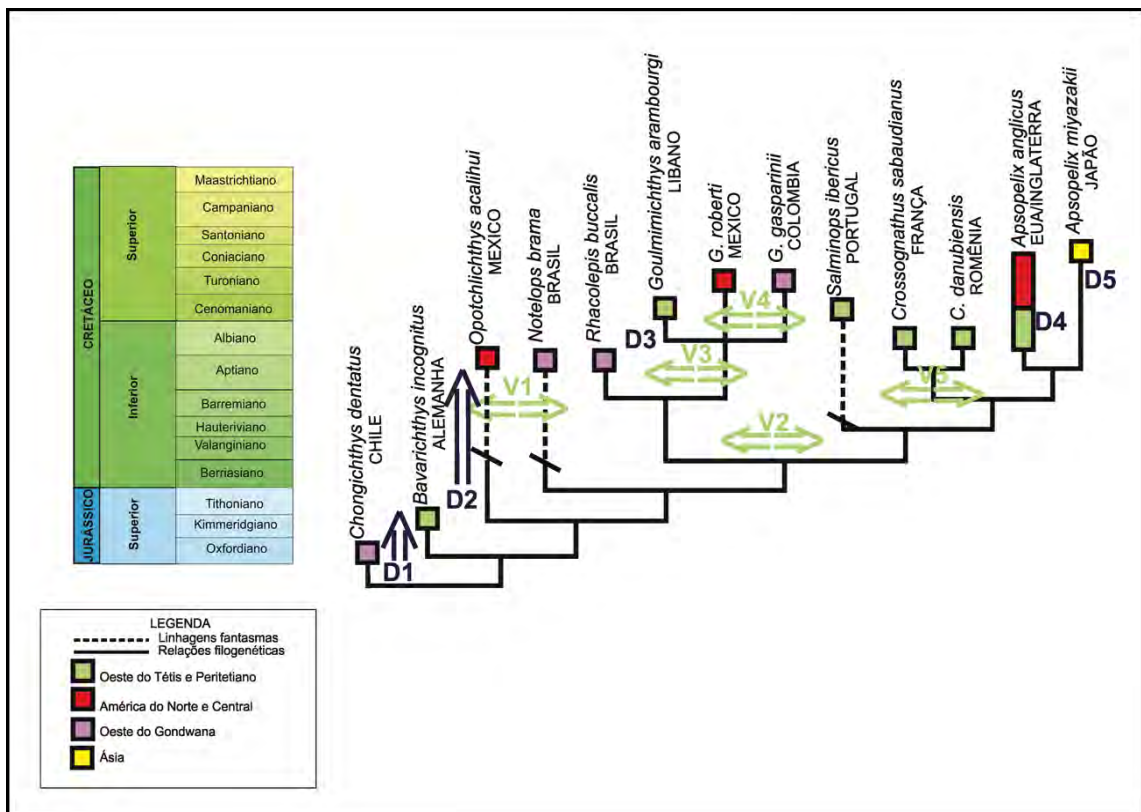 CRETÁCEO
JURÁSSICO
Superior
Inferior
Superior
Maastrichtiano
Campaniano
Santoniano
Coniaciano
Turoniano
Cenomaniano
Albiano
Aptiano
Barremiano
Hauteriviano
Valanginiano
Berriasiano
Tithoniano
Kimmeridgiano
Oxfordiano
Chongichthys dentatus
CHILE
Bavarichthys incognitus
ALEMANHA
Opotchlichthys acalihui
MEXICO
Notelops brama
BRASIL
Rhacolepis buccalis
BRASIL
Goulmimichthys arambourgi
LIBANO
G. roberti
MEXICO
G. gasparinii
COLOMBIA
Salminops ibericus
PORTUGAL
Crossognathus sabaudianus
FRANÇA
C. danubiensis
ROMÊNIA
Apsopelix anglicus
EUA/INGLATERRA
Apsopelix miyazakii
JAPÃO
D1
D2
D3
D4
D5
V1
V2
V3
V4
V5
LEGENDA
Linhagens fantasmas
Relações filogenéticas
Oeste do Tétis e Peritetiano
América do Norte e Central
Oeste do Gondwana
Ásia